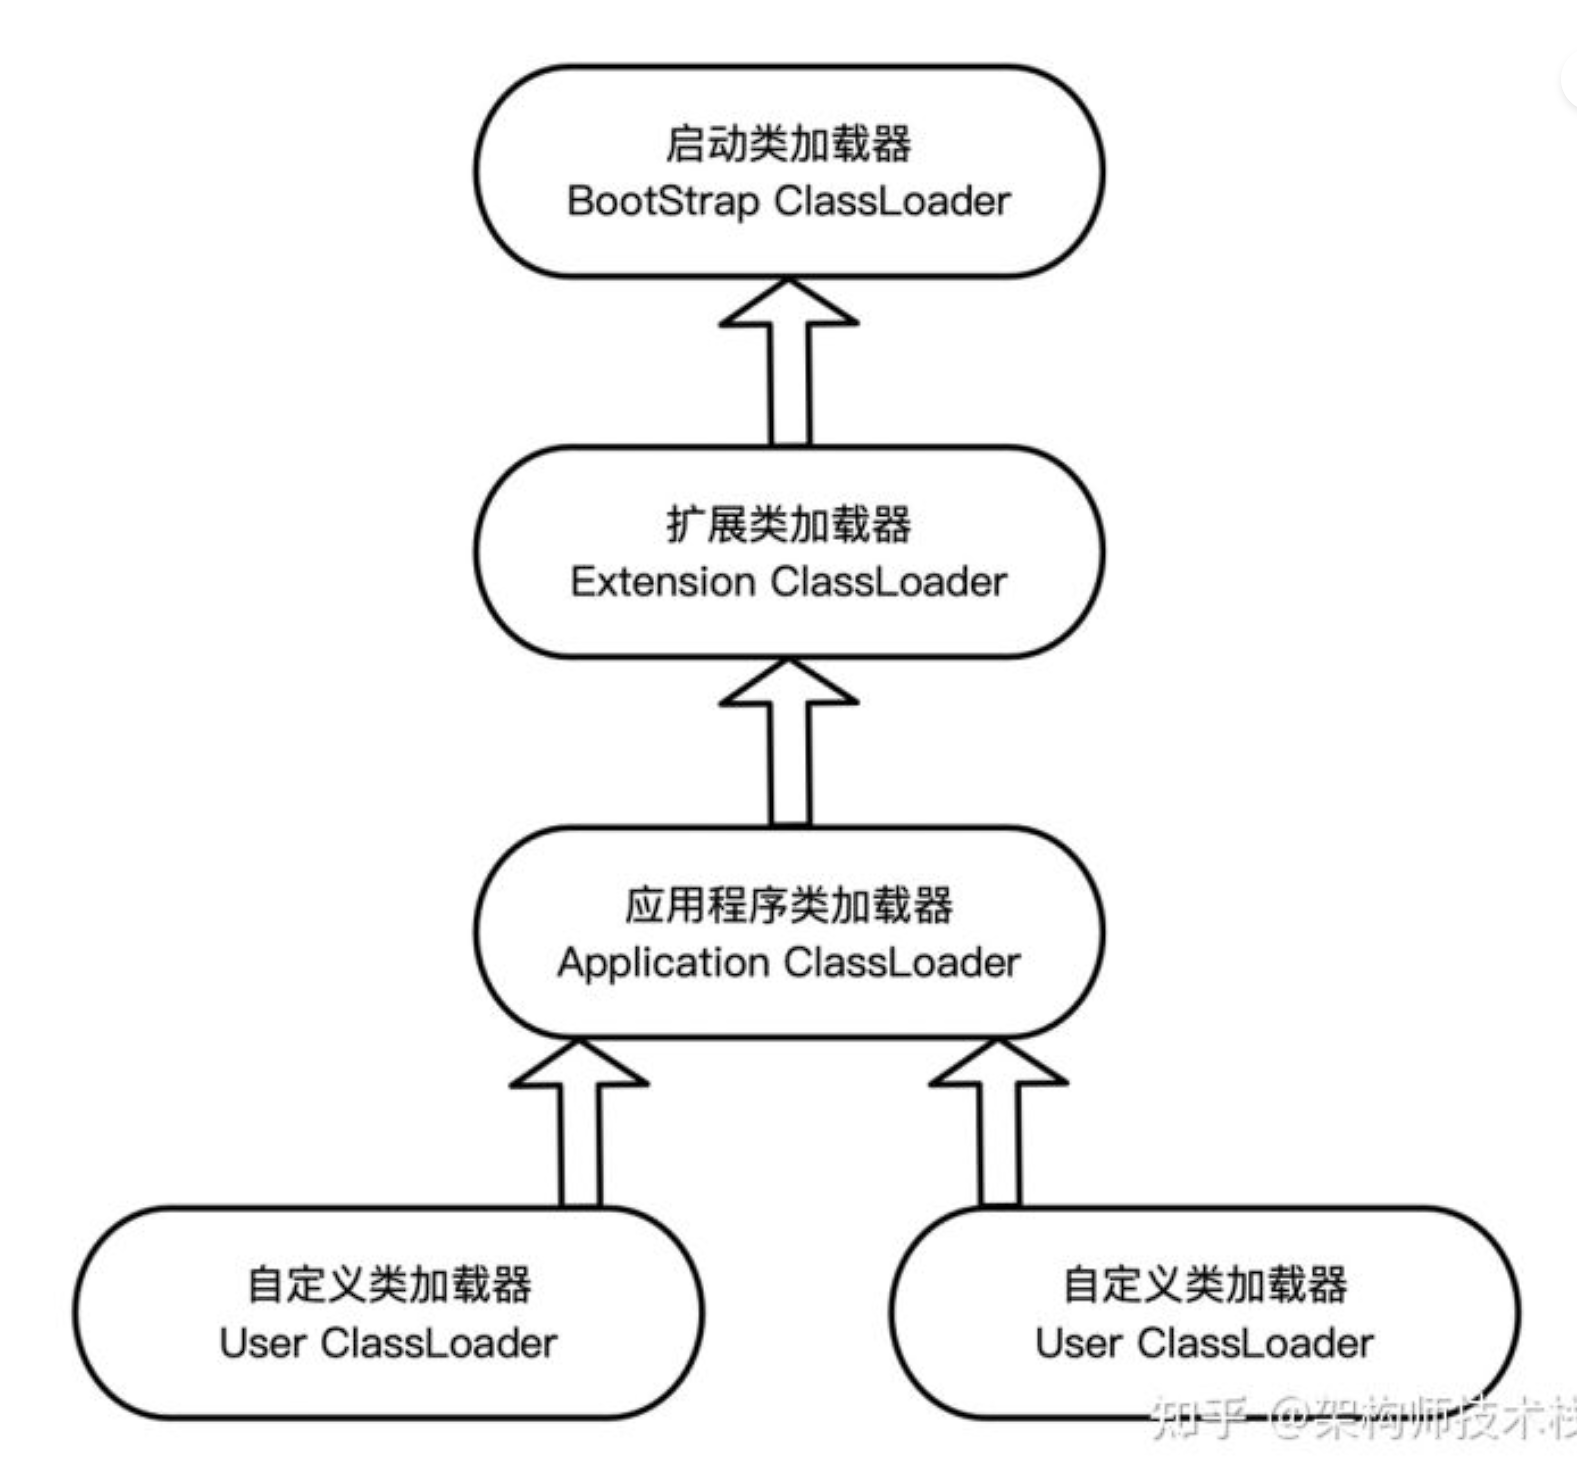 启动类加载器
BootStrap ClassLoader
扩展类加载器
Extension ClassLoader
应用程序类加载器
Application ClassLoader
自定义类加载器
User ClassLoader
自定义类加载器
User ClassLoader
知乎 @架构师技术栈